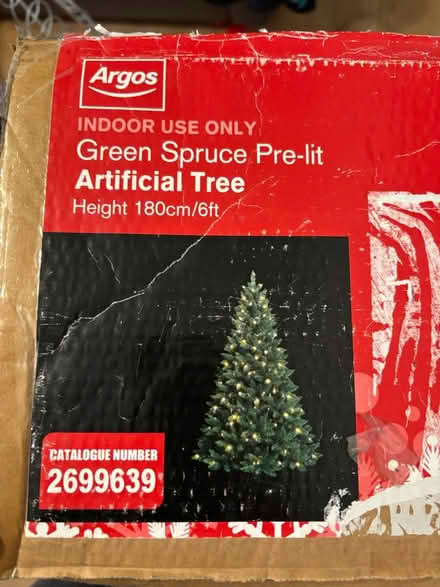 Argos
INDOOR USE ONLY
Green Spruce Pre-lit
Artificial Tree
Height 180cm/6ft
CATALOGUE NUMBER
2699639